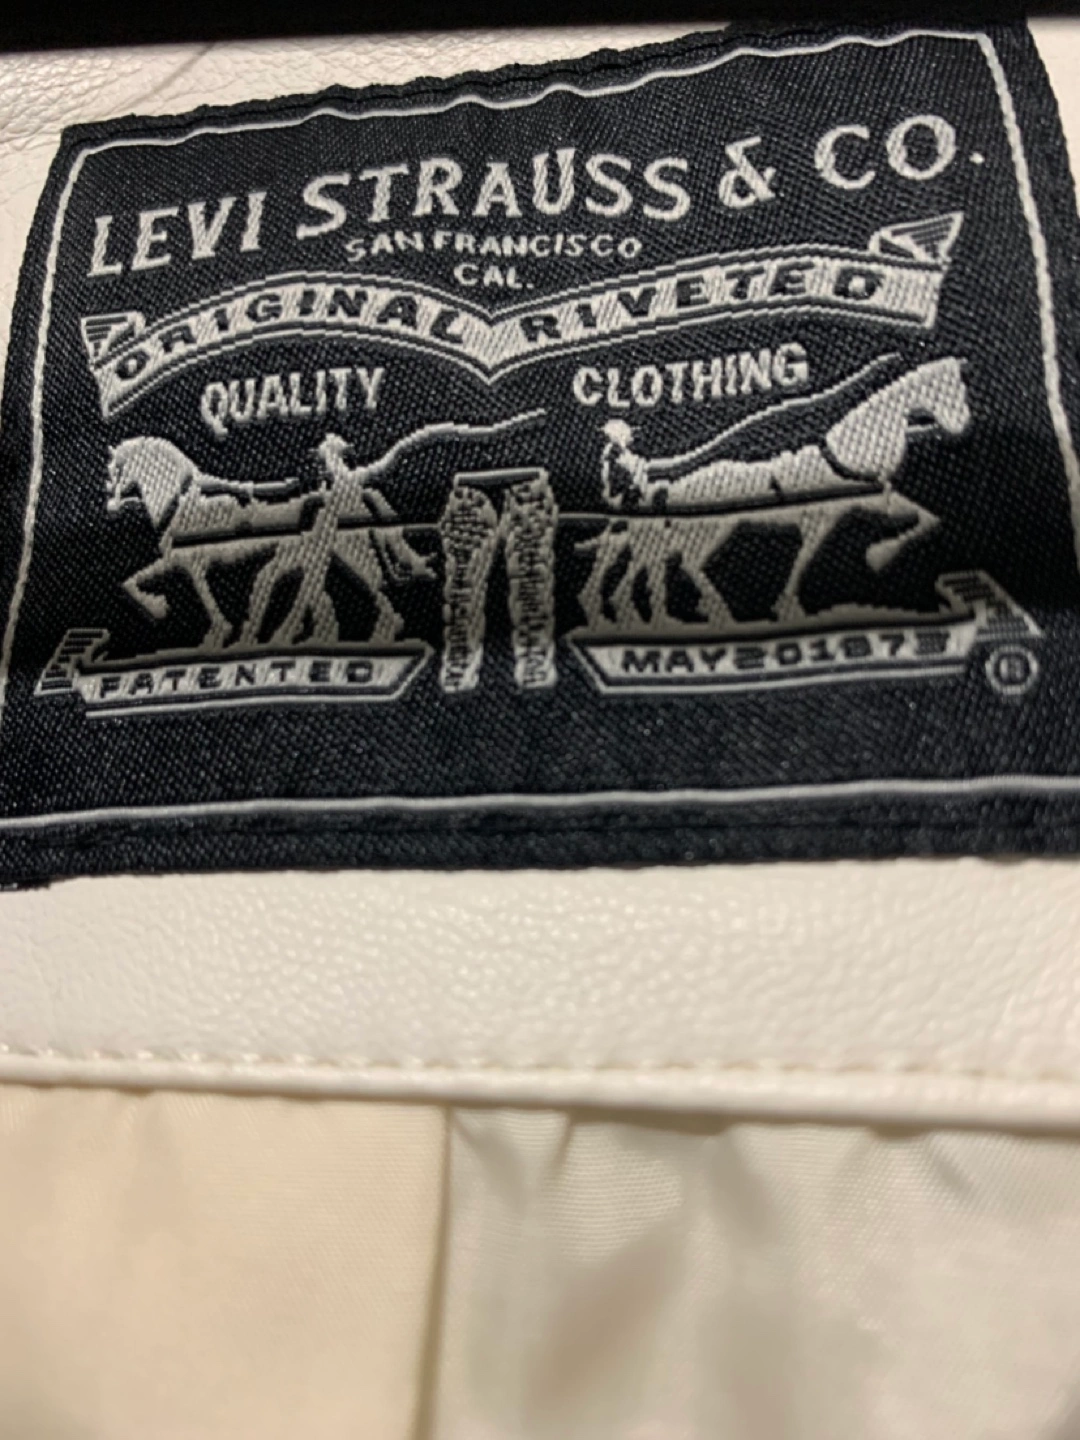 LEVI STRAUSS & CO.
SAN FRANCISCO
CAL.
ORIGINAL RIVETED
QUALITY CLOTHING
PATENTED MAY 20 1873
®